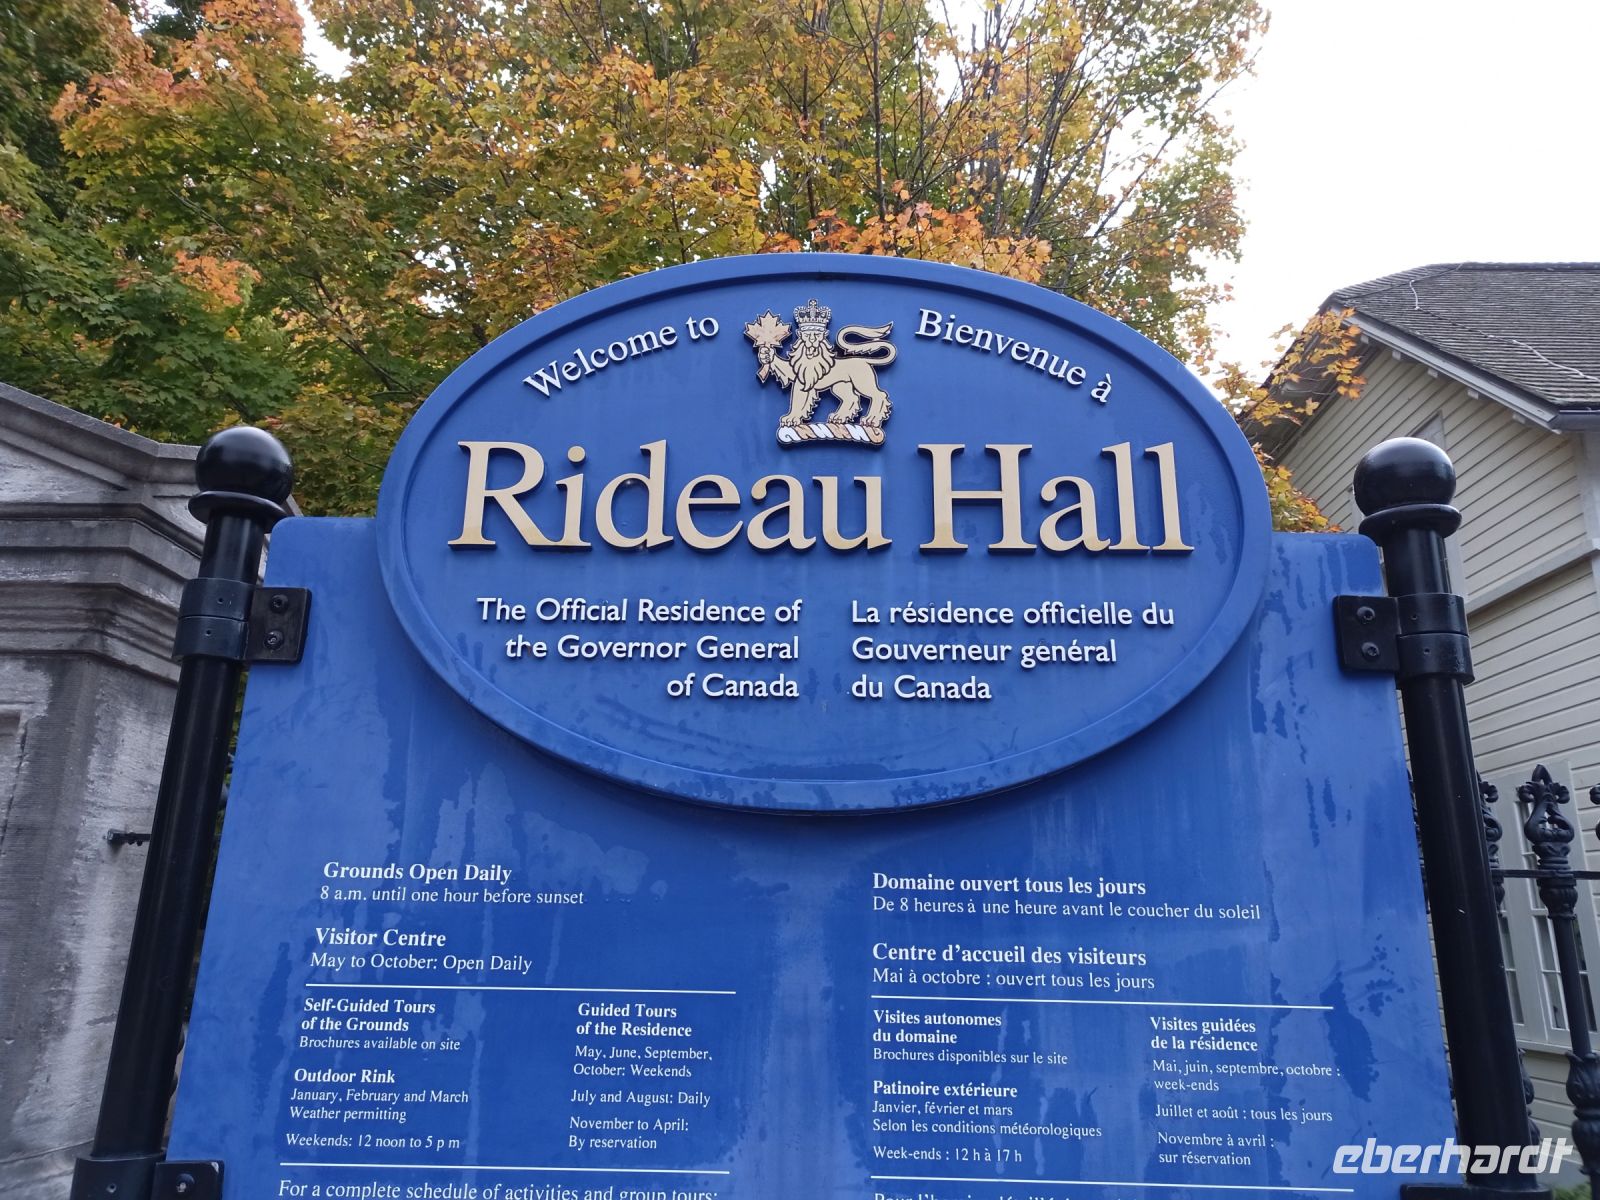 Welcome to
Bienvenue à
Rideau Hall
The Official Residence of
the Governor General
of Canada
La résidence officielle du
Gouverneur général
du Canada
Grounds Open Daily
8 a.m. until one hour before sunset
Visitor Centre
May to October: Open Daily
Self-Guided Tours
of the Grounds
Brochures available on site
Outdoor Rink
January, February and March
Weather permitting
Weekends: 12 noon to 5 p m
Guided Tours
of the Residence
May, June, September,
October: Weekends
July and August: Daily
November to April:
By reservation
For a complete schedule of activities and group tours:
Domaine ouvert tous les jours
De 8 heures à une heure avant le coucher du soleil
Centre d'accueil des visiteurs
Mai à octobre : ouvert tous les jours
Visites autonomes
du domaine
Brochures disponibles sur le site
Patinoire extérieure
Janvier, février et mars
Selon les conditions météorologiques
Week-ends : 12 h à 17 h
Visites guidées
de la résidence
Mai, juin, septembre, octobre :
week-ends
Juillet et août : tous les jours
Novembre à avril :
sur réservation
eberhardt